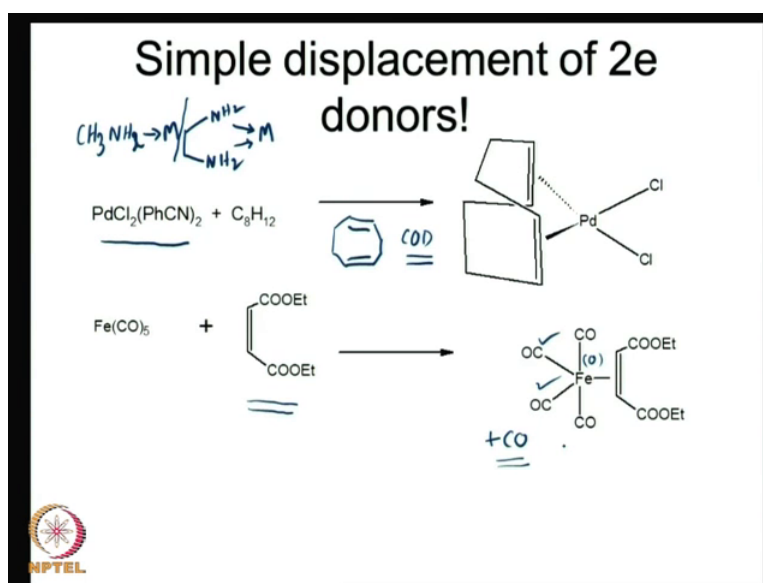 Simple displacement of 2e
donors!
CH3NH2→M
NH2
NH2
M
PdCl2(PhCN)2 + C8H12
COD
Pd
Cl
Cl
Fe(CO)5 +
COOEt
COOEt
CO
OC
(0)
Fe
OC
CO
COOEt
COOEt
+CO
NPTEL